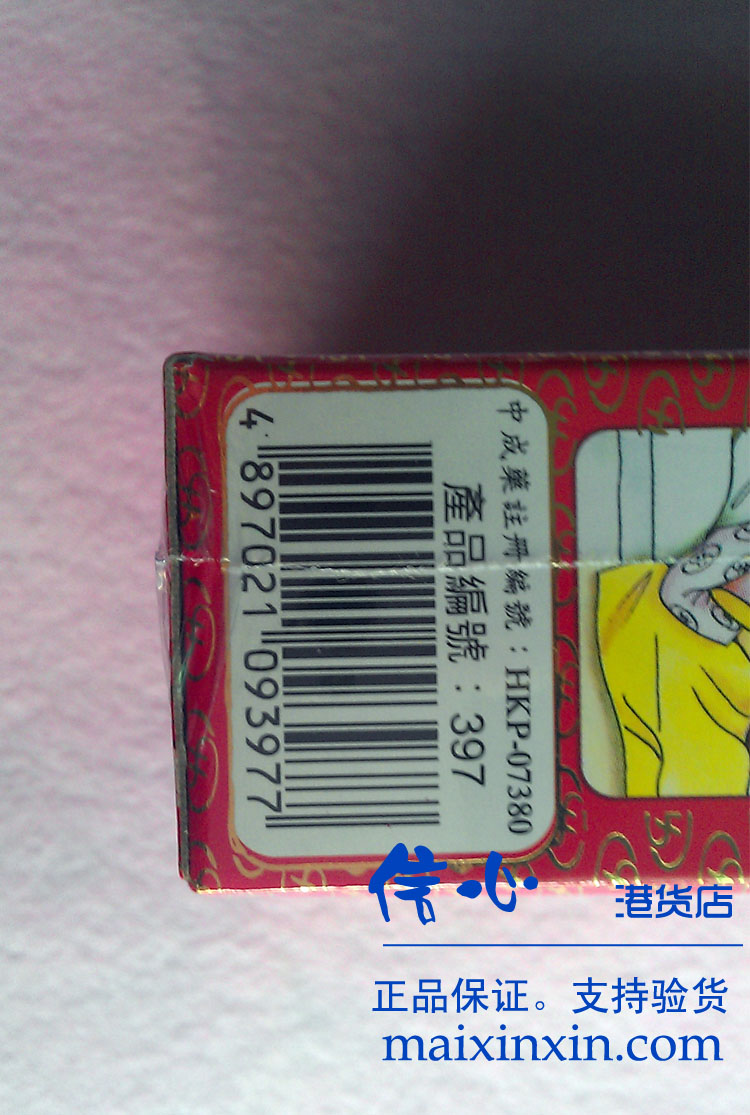 中成藥註冊編號：HKP-07380
產品編號：397
4 897021 093977
信心 港货店
正品保证。支持验货
maixinxin.com